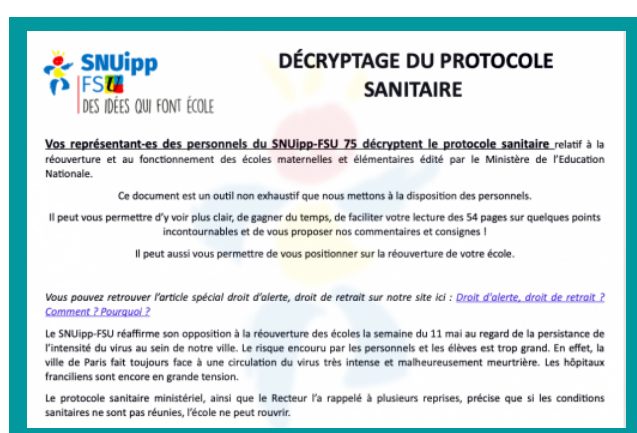 SNUipp
FSU
DES IDÉES QUI FONT ÉCOLE
DÉCRYPTAGE DU PROTOCOLE
SANITAIRE
Vos représentant-es des personnels du SNUipp-FSU 75 décryptent le protocole sanitaire relatif à la
réouverture et au fonctionnement des écoles maternelles et élémentaires édité par le Ministère de l'Education
Nationale.
Ce document est un outil non exhaustif que nous mettons à la disposition des personnels.
Il peut vous permettre d'y voir plus clair, de gagner du temps, de faciliter votre lecture des 54 pages sur quelques points
incontournables et de vous proposer nos commentaires et consignes !
Il peut aussi vous permettre de vous positionner sur la réouverture de votre école.
Vous pouvez retrouver l'article spécial droit d'alerte, droit de retrait sur notre site ici : Droit d'alerte, droit de retrait ?
Comment ? Pourquoi ?
Le SNUipp-FSU réaffirme son opposition à la réouverture des écoles la semaine du 11 mai au regard de la persistance de
l'intensité du virus au sein de notre ville. Le risque encouru par les personnels et les élèves est trop grand. En effet, la
ville de Paris fait toujours face à une circulation du virus très intense et malheureusement meurtrière. Les hôpitaux
franciliens sont encore en grande tension.
Le protocole sanitaire ministériel, ainsi que le Recteur l'a rappelé à plusieurs reprises, précise que si les conditions
sanitaires ne sont pas réunies, l'école ne peut rouvrir.